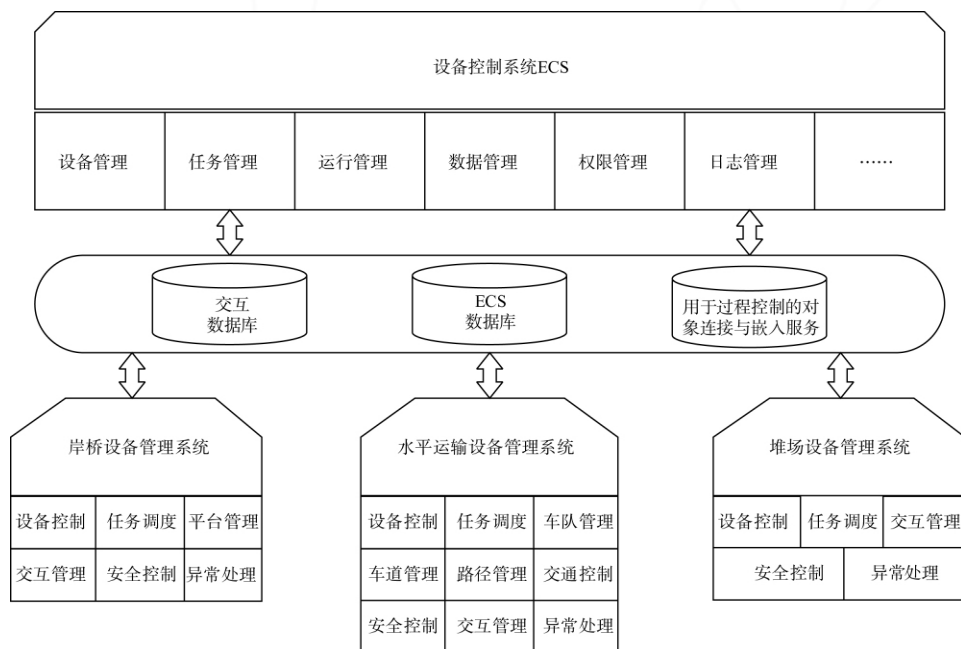 设备控制系统ECS
设备管理 任务管理 运行管理 数据管理 权限管理 日志管理 ……
交互
数据库
ECS
数据库
用于过程控制的对
象连接与嵌入服务
岸桥设备管理系统
设备控制 任务调度 平台管理
交互管理 安全控制 异常处理
水平运输设备管理系统
设备控制 任务调度 车队管理
车道管理 路径管理 交通控制
安全控制 交互管理 异常处理
堆场设备管理系统
设备控制 任务调度 交互管理
安全控制 异常处理